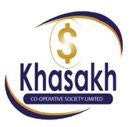 $
Khasakh
CO-OPERATIVE SOCIETY LIMITED